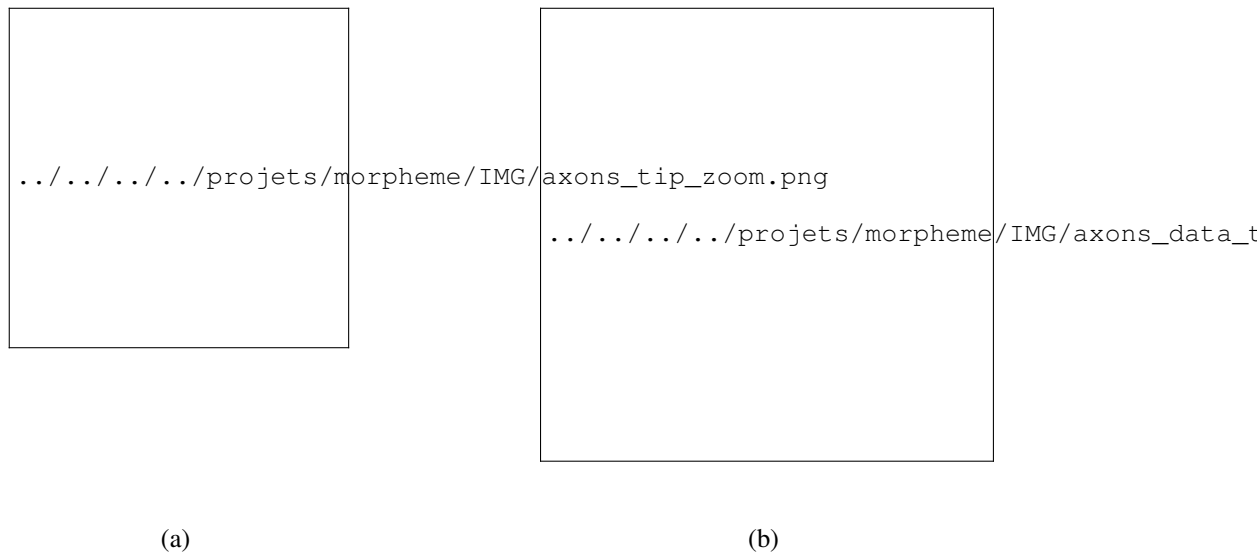 ../../../../projets/morpheme/IMG/axons_tip_zoom.png
../../../../projets/morpheme/IMG/axons_data_t
(a)
(b)